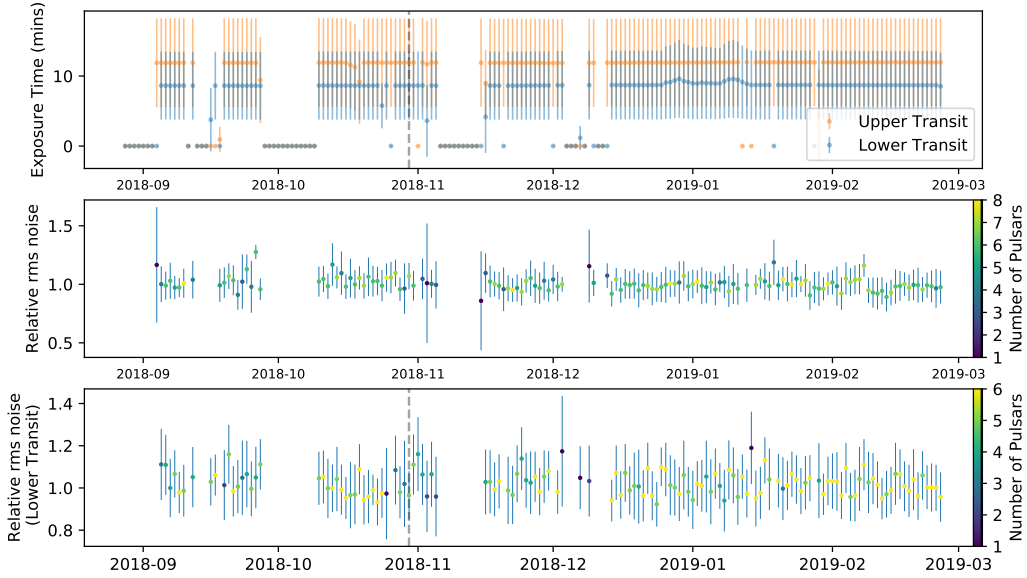 Exposure Time (mins)
10
0
Upper Transit
Lower Transit
2018-09 2018-10 2018-11 2018-12 2019-01 2019-02 2019-03
Relative rms noise
1.5
1.0
0.5
2018-09 2018-10 2018-11 2018-12 2019-01 2019-02 2019-03
8
7
6
5
4
3
2
1
Number of Pulsars
Relative rms noise
(Lower Transit)
1.4
1.2
1.0
0.8
2018-09 2018-10 2018-11 2018-12 2019-01 2019-02 2019-03
6
5
4
3
2
1
Number of Pulsars